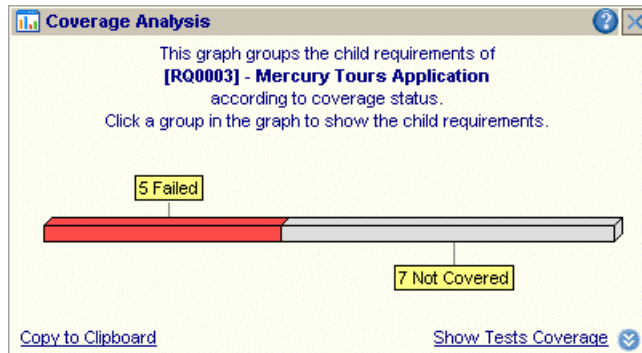 Coverage Analysis
This graph groups the child requirements of
[RQ0003] - Mercury Tours Application
according to coverage status.
Click a group in the graph to show the child requirements.
5 Failed
7 Not Covered
Copy to Clipboard
Show Tests Coverage